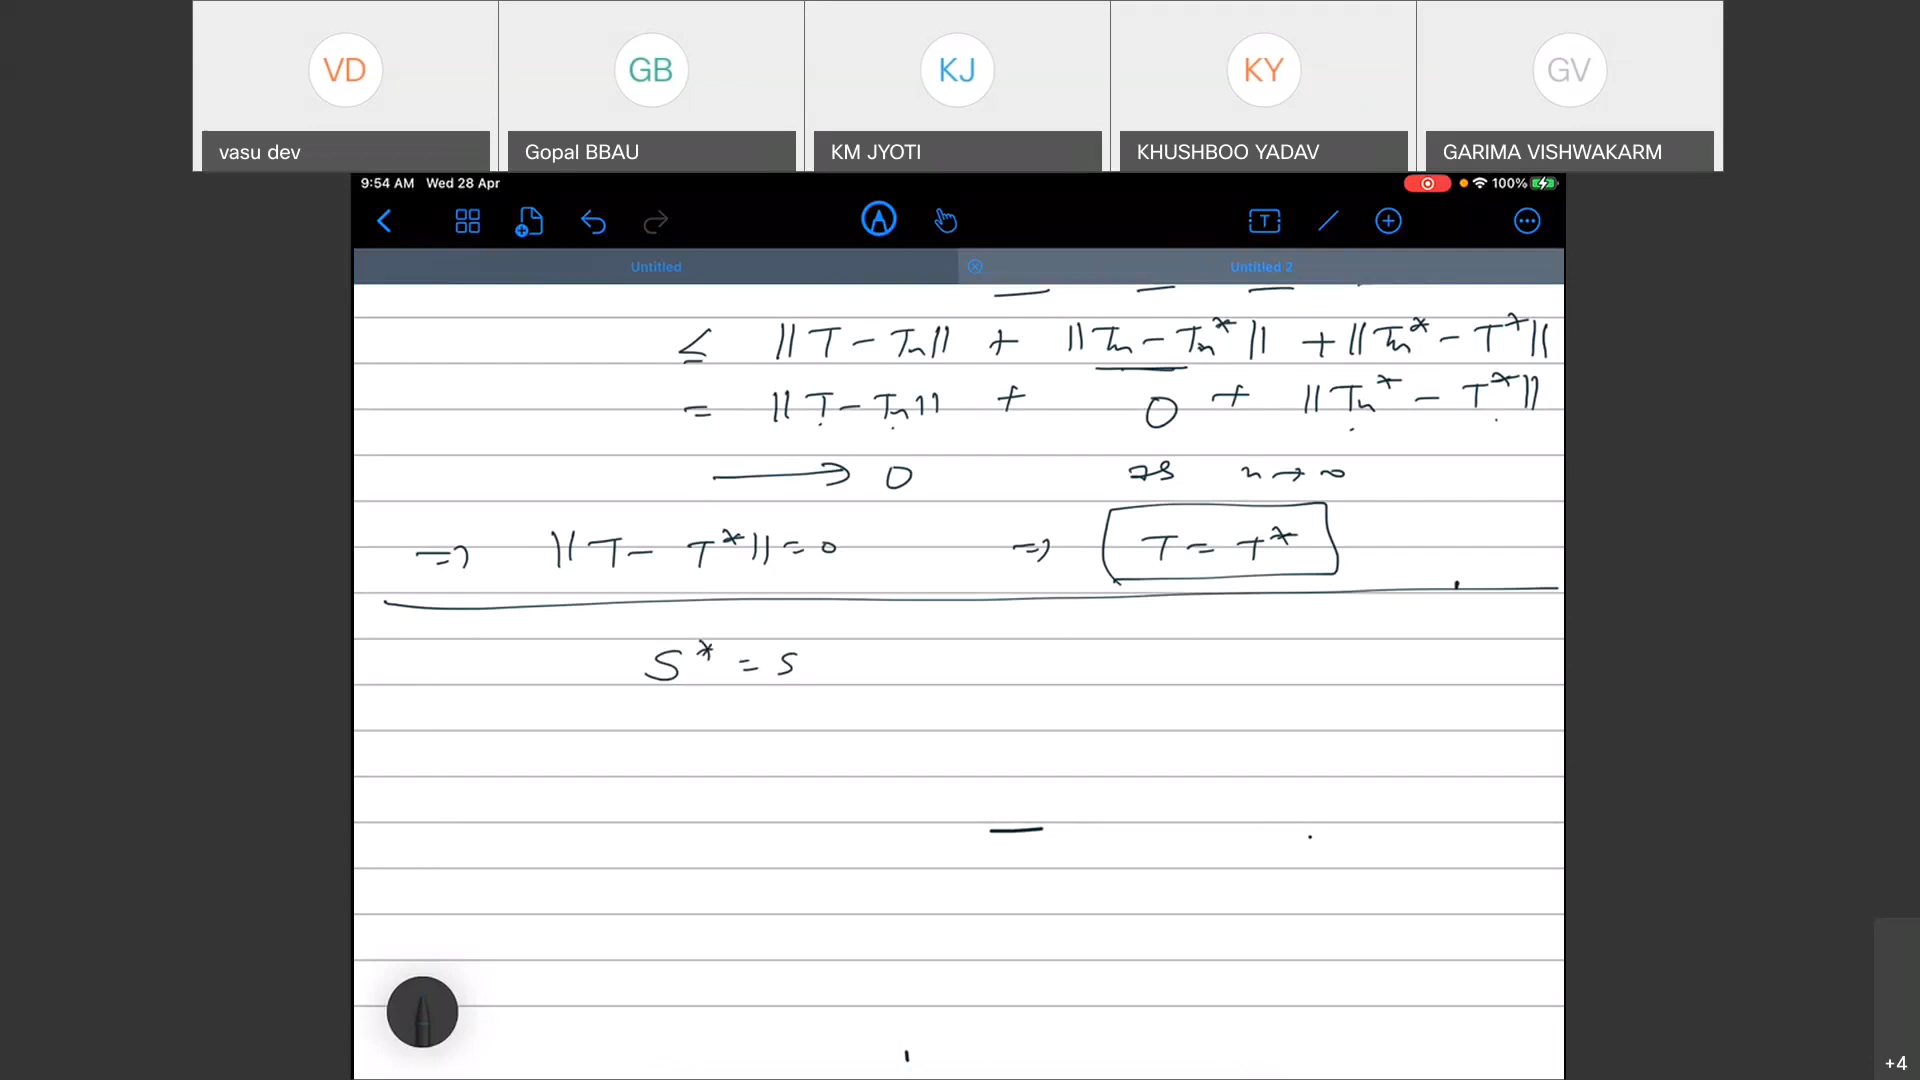 VD GB KJ KY GV
vasu dev Gopal BBAU KM JYOTI KHUSHBOO YADAV GARIMA VISHWAKARM
9:54 AM Wed 28 Apr 100%
T
Untitled Untitled 2
≤ ||T - Tn|| + ||Tn - Tn*|| + ||Tn* - T*||
= ||T - Tn|| + 0 + ||Tn* - T*||
→ 0 as n → ∞
⇒ ||T - T*|| = 0 ⇒ T = T*
S* = S
+4